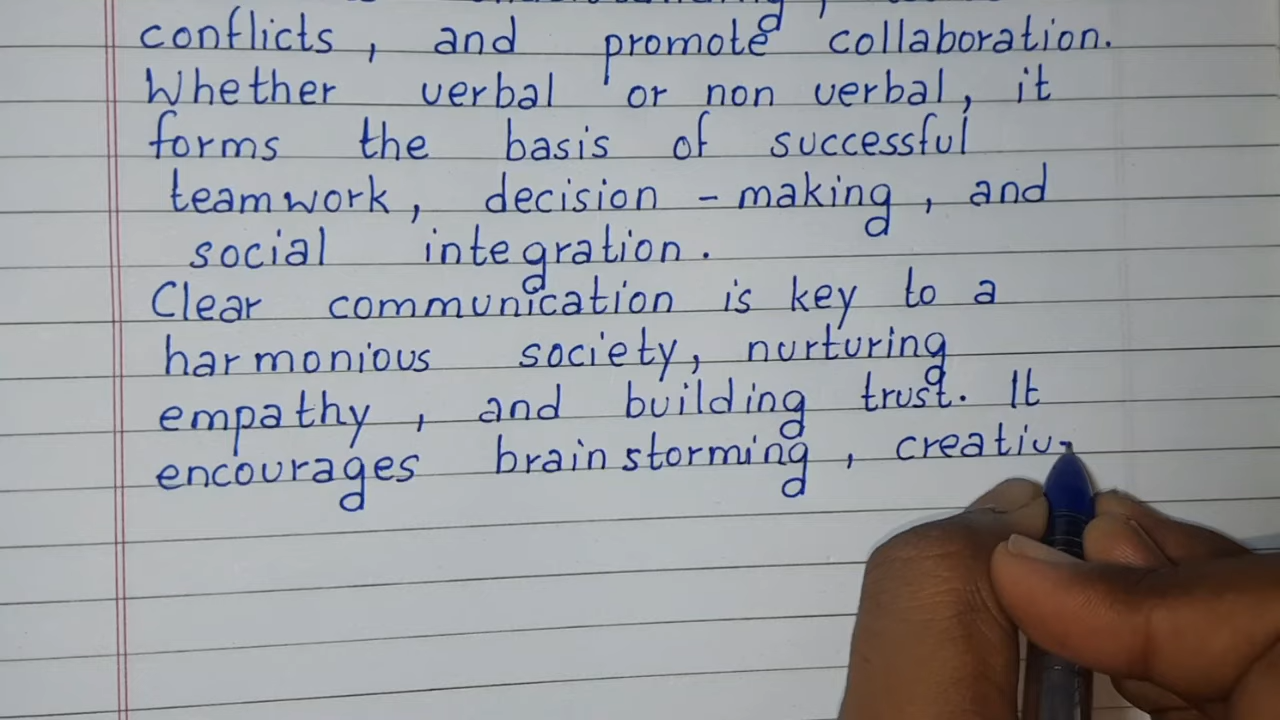 conflicts, and promote collaboration.
Whether verbal or non verbal, it
forms the basis of successful
teamwork, decision - making, and
social integration.
Clear communication is key to a
harmonious society, nurturing
empathy, and building trust. It
encourages brainstorming, creativ